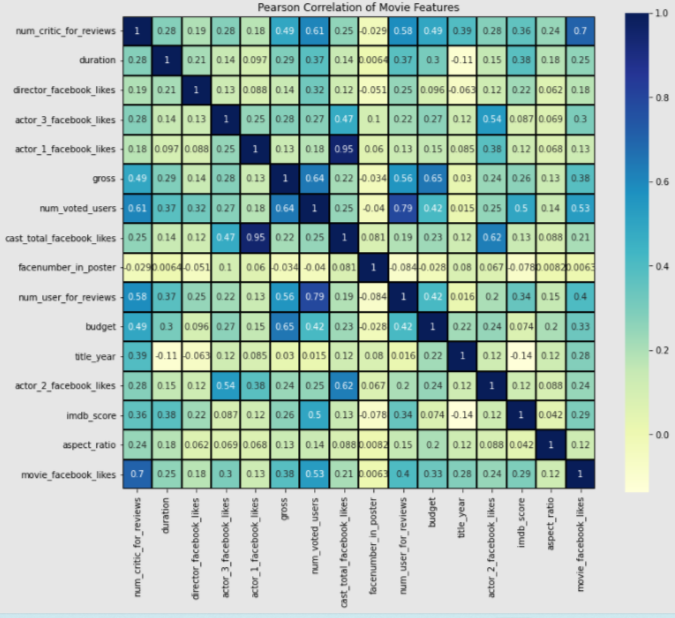 Pearson Correlation of Movie Features
num_critic_for_reviews 1 0.28 0.19 0.28 0.18 0.49 0.61 0.25 -0.029 0.58 0.49 0.39 0.28 0.36 0.24 0.7
duration 0.28 1 0.21 0.14 0.097 0.29 0.37 0.14 0.0064 0.37 0.3 -0.11 0.15 0.38 0.18 0.25
director_facebook_likes 0.19 0.21 1 0.13 0.088 0.14 0.32 0.12 -0.051 0.25 0.096 -0.063 0.12 0.22 0.062 0.18
actor_3_facebook_likes 0.28 0.14 0.13 1 0.25 0.28 0.27 0.47 0.1 0.22 0.27 0.12 0.54 0.087 0.069 0.3
actor_1_facebook_likes 0.18 0.097 0.088 0.25 1 0.13 0.18 0.95 0.06 0.13 0.15 0.085 0.38 0.12 0.068 0.13
gross 0.49 0.29 0.14 0.28 0.13 1 0.64 0.22 -0.034 0.56 0.65 0.03 0.24 0.26 0.13 0.38
num_voted_users 0.61 0.37 0.32 0.27 0.18 0.64 1 0.25 -0.04 0.79 0.42 0.015 0.25 0.5 0.14 0.53
cast_total_facebook_likes 0.25 0.14 0.12 0.47 0.95 0.22 0.25 1 0.081 0.19 0.23 0.12 0.62 0.13 0.088 0.21
facenumber_in_poster -0.029 0.0064 -0.051 0.1 0.06 -0.034 -0.04 0.081 1 -0.084 -0.028 0.08 0.067 -0.078 0.0082 0.0063
num_user_for_reviews 0.58 0.37 0.25 0.22 0.13 0.56 0.79 0.19 -0.084 1 0.42 0.016 0.2 0.34 0.15 0.4
budget 0.49 0.3 0.096 0.27 0.15 0.65 0.42 0.23 -0.028 0.42 1 0.22 0.24 0.074 0.2 0.33
title_year 0.39 -0.11 -0.063 0.12 0.085 0.03 0.015 0.12 0.08 0.016 0.22 1 0.12 -0.14 0.12 0.28
actor_2_facebook_likes 0.28 0.15 0.12 0.54 0.38 0.24 0.25 0.62 0.067 0.2 0.24 0.12 1 0.12 0.088 0.24
imdb_score 0.36 0.38 0.22 0.087 0.12 0.26 0.5 0.13 -0.078 0.34 0.074 -0.14 0.12 1 0.042 0.29
aspect_ratio 0.24 0.18 0.062 0.069 0.068 0.13 0.14 0.088 0.0082 0.15 0.2 0.12 0.088 0.042 1 0.12
movie_facebook_likes 0.7 0.25 0.18 0.3 0.13 0.38 0.53 0.21 0.0063 0.4 0.33 0.28 0.24 0.29 0.12 1
num_critic_for_reviews
duration
director_facebook_likes
actor_3_facebook_likes
actor_1_facebook_likes
gross
num_voted_users
cast_total_facebook_likes
facenumber_in_poster
num_user_for_reviews
budget
title_year
actor_2_facebook_likes
imdb_score
aspect_ratio
movie_facebook_likes
1.0
0.8
0.6
0.4
0.2
0.0